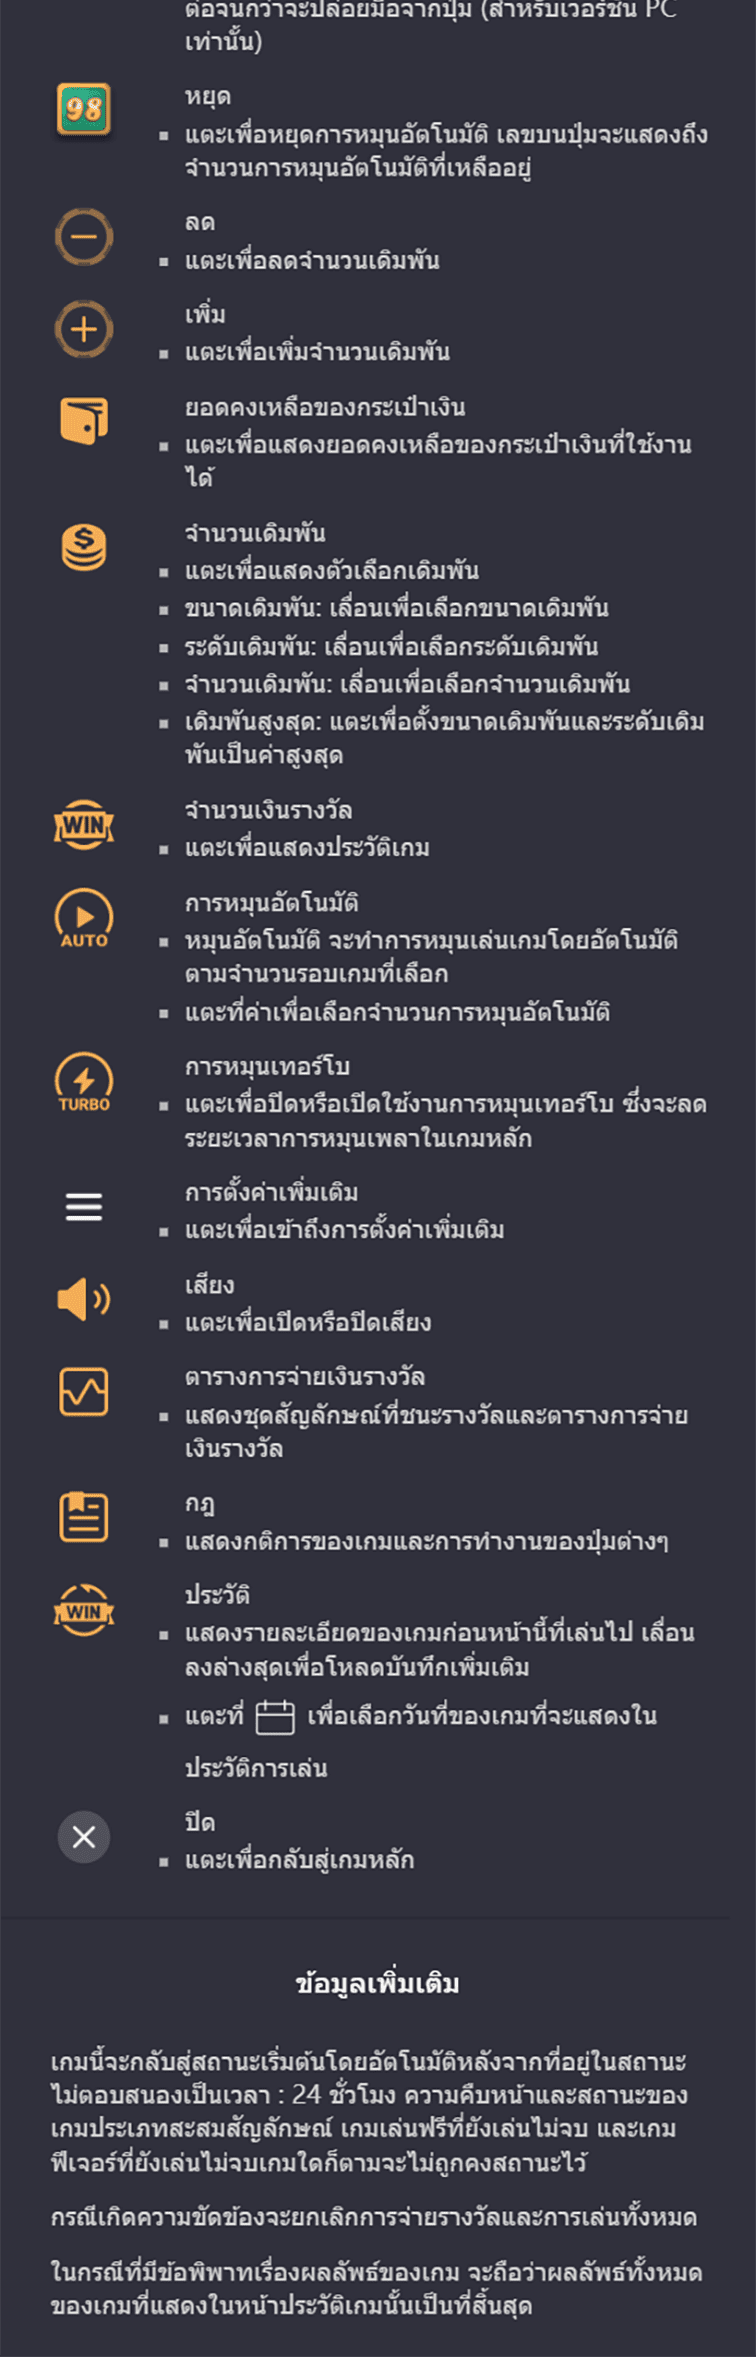 ต่อจนกว่าจะปล่อยมือจากปุ่ม (สำหรับเวอร์ชัน PC
เท่านั้น)
98
หยุด
แตะเพื่อหยุดการหมุนอัตโนมัติ เลขบนปุ่มจะแสดงถึง
จำนวนการหมุนอัตโนมัติที่เหลืออยู่
ลด
แตะเพื่อลดจำนวนเดิมพัน
เพิ่ม
แตะเพื่อเพิ่มจำนวนเดิมพัน
ยอดคงเหลือของกระเป๋าเงิน
แตะเพื่อแสดงยอดคงเหลือของกระเป๋าเงินที่ใช้งาน
ได้
จำนวนเดิมพัน
แตะเพื่อแสดงตัวเลือกเดิมพัน
ขนาดเดิมพัน: เลื่อนเพื่อเลือกขนาดเดิมพัน
ระดับเดิมพัน: เลื่อนเพื่อเลือกระดับเดิมพัน
จำนวนเดิมพัน: เลื่อนเพื่อเลือกจำนวนเดิมพัน
เดิมพันสูงสุด: แตะเพื่อตั้งขนาดเดิมพันและระดับเดิม
พันเป็นค่าสูงสุด
WIN
จำนวนเงินรางวัล
แตะเพื่อแสดงประวัติเกม
AUTO
การหมุนอัตโนมัติ
หมุนอัตโนมัติ จะทำการหมุนเล่นเกมโดยอัตโนมัติ
ตามจำนวนรอบเกมที่เลือก
แตะที่ค่าเพื่อเลือกจำนวนการหมุนอัตโนมัติ
TURBO
การหมุนเทอร์โบ
แตะเพื่อปิดหรือเปิดใช้งานการหมุนเทอร์โบ ซึ่งจะลด
ระยะเวลาการหมุนเพลาในเกมหลัก
การตั้งค่าเพิ่มเติม
แตะเพื่อเข้าถึงการตั้งค่าเพิ่มเติม
เสียง
แตะเพื่อเปิดหรือปิดเสียง
ตารางการจ่ายเงินรางวัล
แสดงชุดสัญลักษณ์ที่ชนะรางวัลและตารางการจ่าย
เงินรางวัล
กฎ
แสดงกติการของเกมและการทำงานของปุ่มต่างๆ
WIN
ประวัติ
แสดงรายละเอียดของเกมก่อนหน้านี้ที่เล่นไป เลื่อน
ลงล่างสุดเพื่อโหลดบันทึกเพิ่มเติม
แตะที่ เพื่อเลือกวันที่ของเกมที่จะแสดงใน
ประวัติการเล่น
ปิด
แตะเพื่อกลับสู่เกมหลัก
ข้อมูลเพิ่มเติม
เกมนี้จะกลับสู่สถานะเริ่มต้นโดยอัตโนมัติหลังจากที่อยู่ในสถานะ
ไม่ตอบสนองเป็นเวลา : 24 ชั่วโมง ความคืบหน้าและสถานะของ
เกมประเภทสะสมสัญลักษณ์ เกมเล่นฟรีที่ยังเล่นไม่จบ และเกม
ฟีเจอร์ที่ยังเล่นไม่จบเกมใดก็ตามจะไม่ถูกคงสถานะไว้
กรณีเกิดความขัดข้องจะยกเลิกการจ่ายรางวัลและการเล่นทั้งหมด
ในกรณีที่มีข้อพิพาทเรื่องผลลัพธ์ของเกม จะถือว่าผลลัพธ์ทั้งหมด
ของเกมที่แสดงในหน้าประวัติเกมนั้นเป็นที่สิ้นสุด